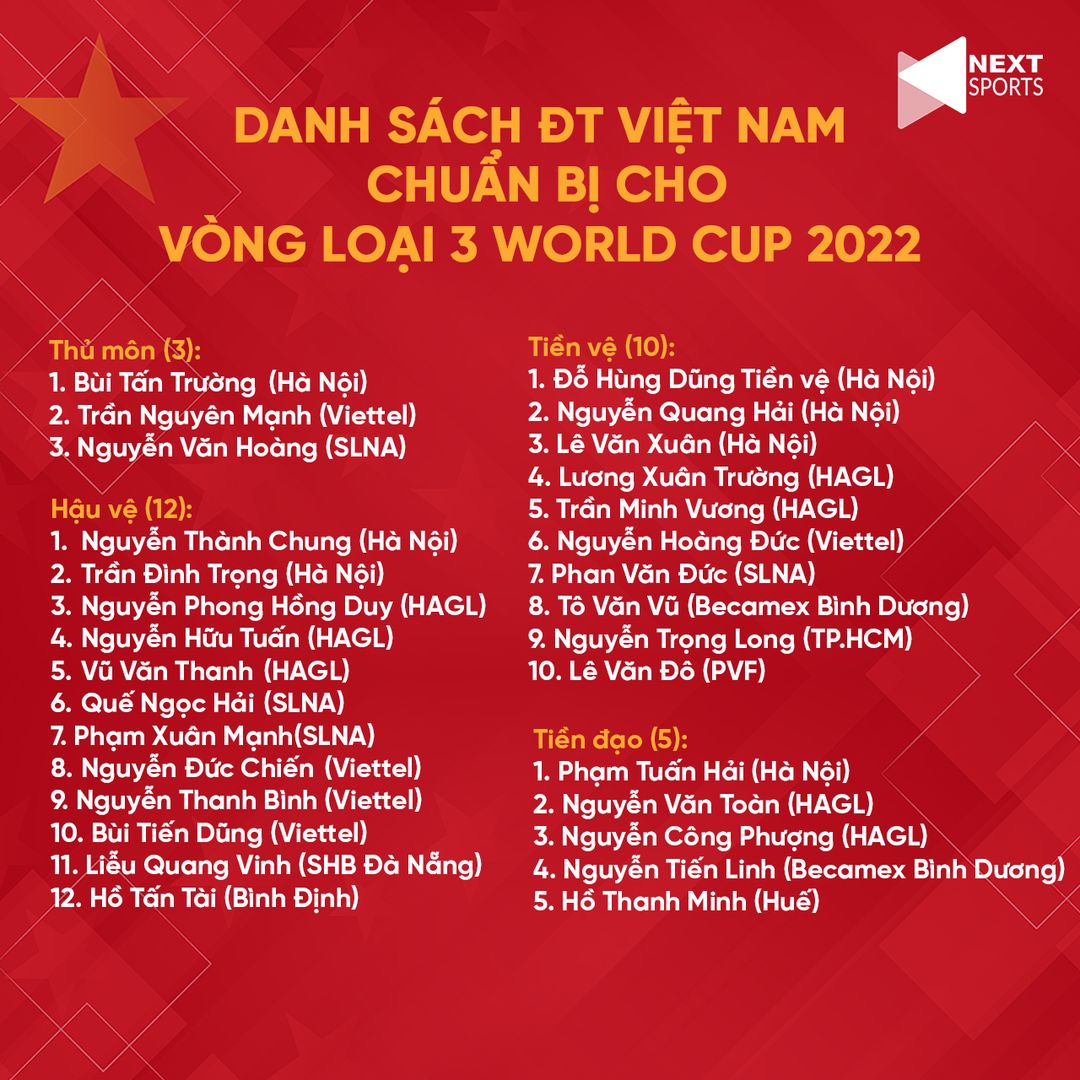 NEXT
SPORTS
DANH SÁCH ĐT VIỆT NAM
CHUẨN BỊ CHO
VÒNG LOẠI 3 WORLD CUP 2022
Thủ môn (3):
1. Bùi Tấn Trường (Hà Nội)
2. Trần Nguyên Mạnh (Viettel)
3. Nguyễn Văn Hoàng (SLNA)
Hậu vệ (12):
1. Nguyễn Thành Chung (Hà Nội)
2. Trần Đình Trọng (Hà Nội)
3. Nguyễn Phong Hồng Duy (HAGL)
4. Nguyễn Hữu Tuấn (HAGL)
5. Vũ Văn Thanh (HAGL)
6. Quế Ngọc Hải (SLNA)
7. Phạm Xuân Mạnh(SLNA)
8. Nguyễn Đức Chiến (Viettel)
9. Nguyễn Thanh Bình (Viettel)
10. Bùi Tiến Dũng (Viettel)
11. Liễu Quang Vinh (SHB Đà Nẵng)
12. Hồ Tấn Tài (Bình Định)
Tiền vệ (10):
1. Đỗ Hùng Dũng Tiền vệ (Hà Nội)
2. Nguyễn Quang Hải (Hà Nội)
3. Lê Văn Xuân (Hà Nội)
4. Lương Xuân Trường (HAGL)
5. Trần Minh Vương (HAGL)
6. Nguyễn Hoàng Đức (Viettel)
7. Phan Văn Đức (SLNA)
8. Tô Văn Vũ (Becamex Bình Dương)
9. Nguyễn Trọng Long (TP.HCM)
10. Lê Văn Đô (PVF)
Tiền đạo (5):
1. Phạm Tuấn Hải (Hà Nội)
2. Nguyễn Văn Toàn (HAGL)
3. Nguyễn Công Phượng (HAGL)
4. Nguyễn Tiến Linh (Becamex Bình Dương)
5. Hồ Thanh Minh (Huế)